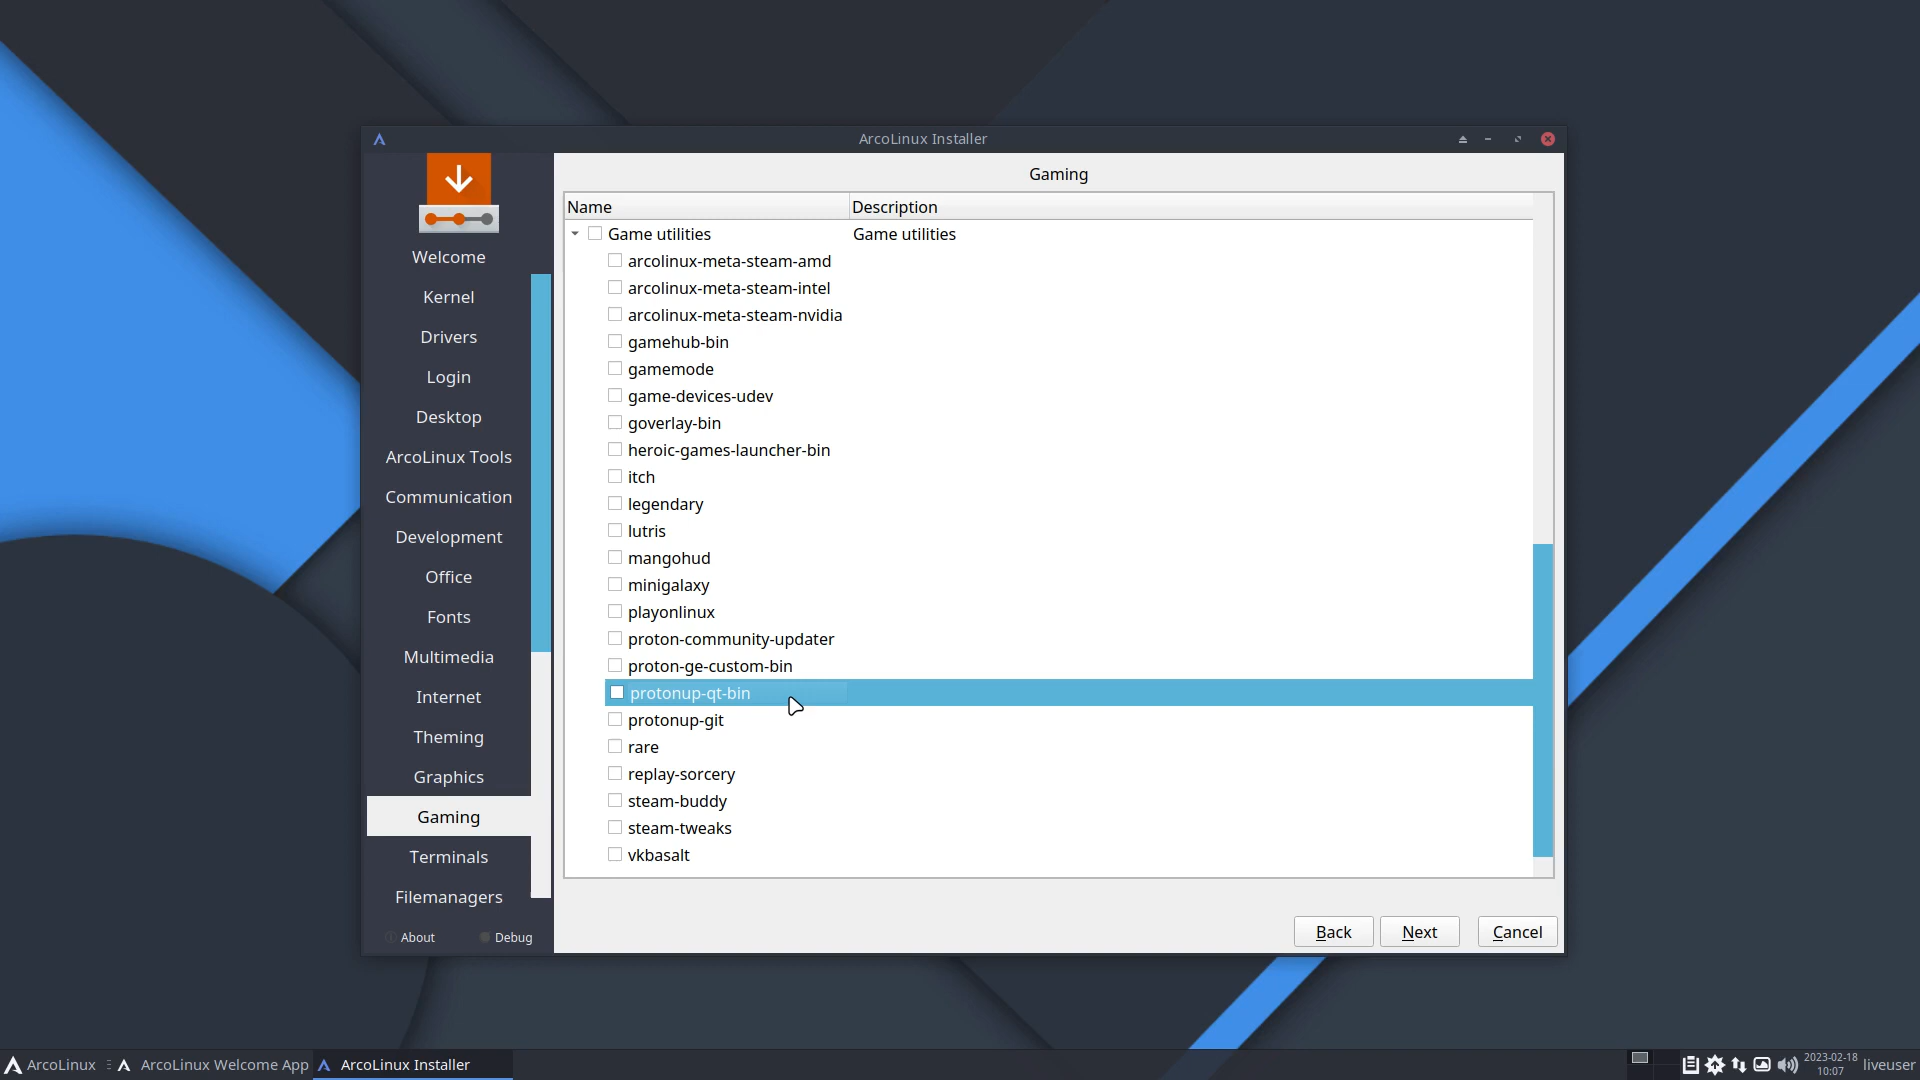 ArcoLinux Installer
Welcome
Kernel
Drivers
Login
Desktop
ArcoLinux Tools
Communication
Development
Office
Fonts
Multimedia
Internet
Theming
Graphics
Gaming
Terminals
Filemanagers
About Debug
Gaming
Name Description
Game utilities Game utilities
arcolinux-meta-steam-amd
arcolinux-meta-steam-intel
arcolinux-meta-steam-nvidia
gamehub-bin
gamemode
game-devices-udev
goverlay-bin
heroic-games-launcher-bin
itch
legendary
lutris
mangohud
minigalaxy
playonlinux
proton-community-updater
proton-ge-custom-bin
protonup-qt-bin
protonup-git
rare
replay-sorcery
steam-buddy
steam-tweaks
vkbasalt
Back Next Cancel
ArcoLinux ArcoLinux Welcome App ArcoLinux Installer
2023-02-18
10:07
liveuser